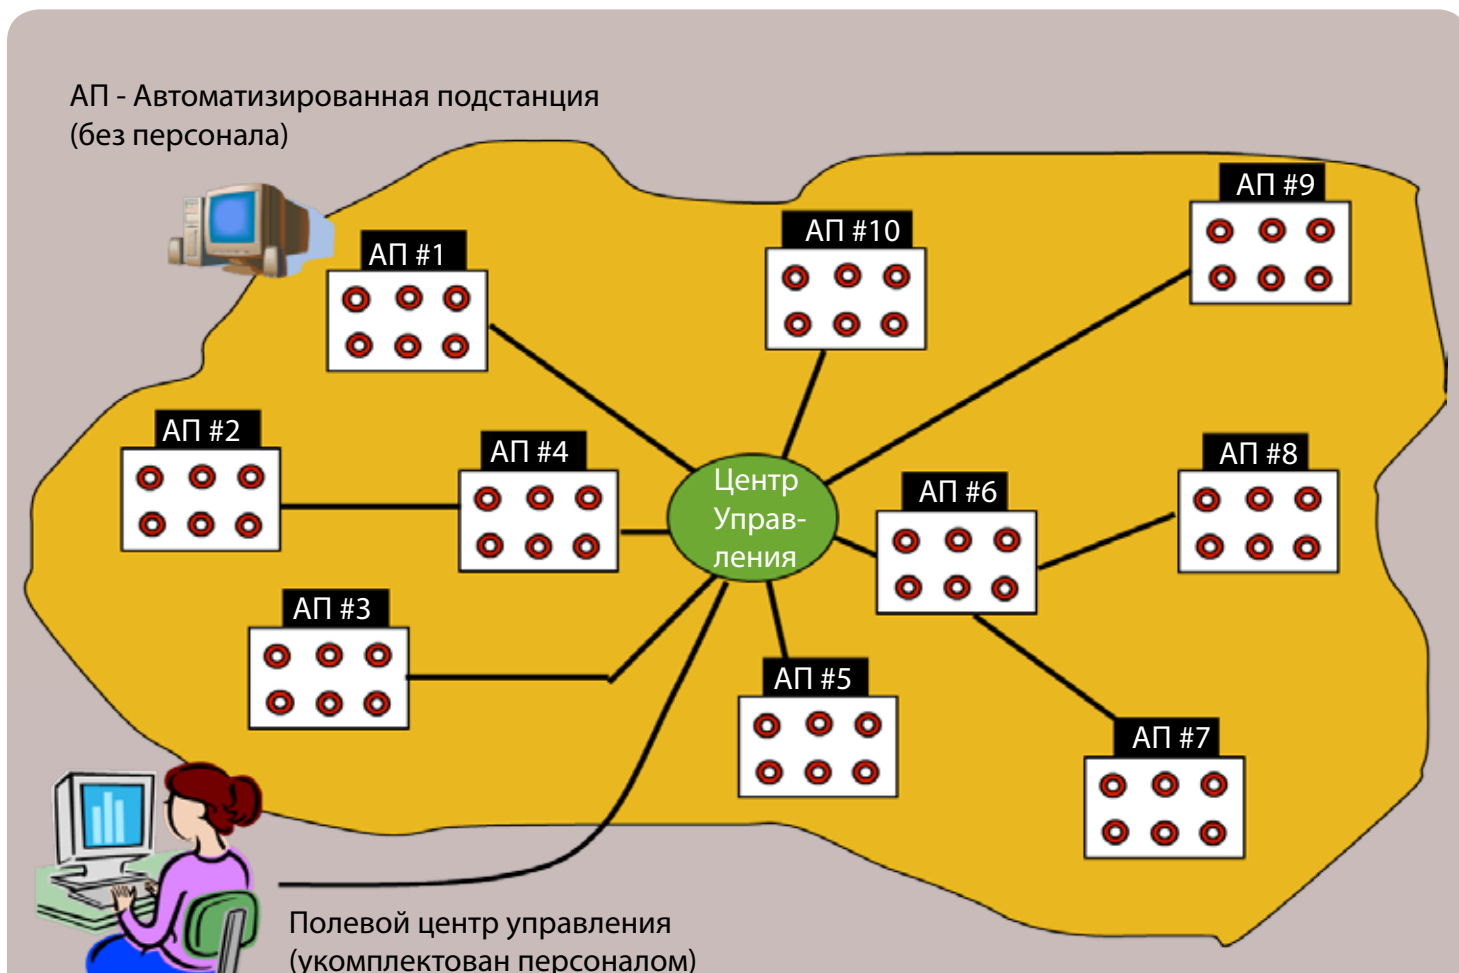 АП - Автоматизированная подстанция
(без персонала)
АП #9
АП #10
АП #1
АП #2
АП #4
АП #8
Центр
Управ-
ления
АП #6
АП #3
АП #5
АП #7
Полевой центр управления
(укомплектован персоналом)